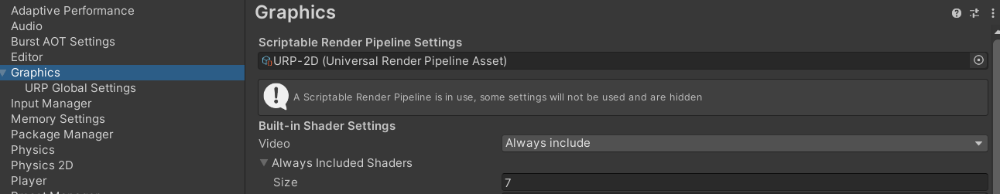 Adaptive Performance
Audio
Burst AOT Settings
Editor
Graphics
URP Global Settings
Input Manager
Memory Settings
Package Manager
Physics
Physics 2D
Player
Graphics
Scriptable Render Pipeline Settings
URP-2D (Universal Render Pipeline Asset)
A Scriptable Render Pipeline is in use, some settings will not be used and are hidden
Built-in Shader Settings
Video Always include
Always Included Shaders
Size 7